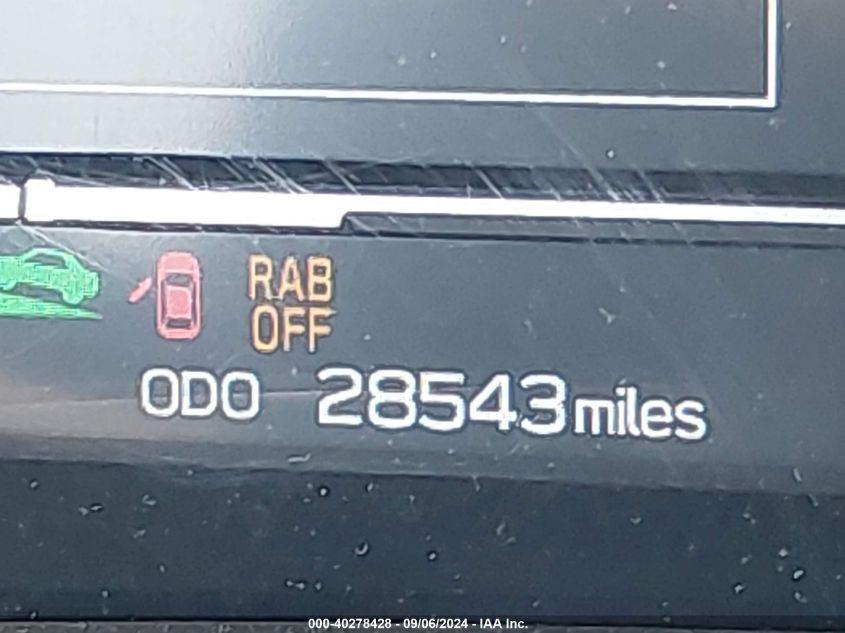 RAB
OFF
ODO 28543 miles
000-40278428 - 09/06/2024 - IAA Inc.